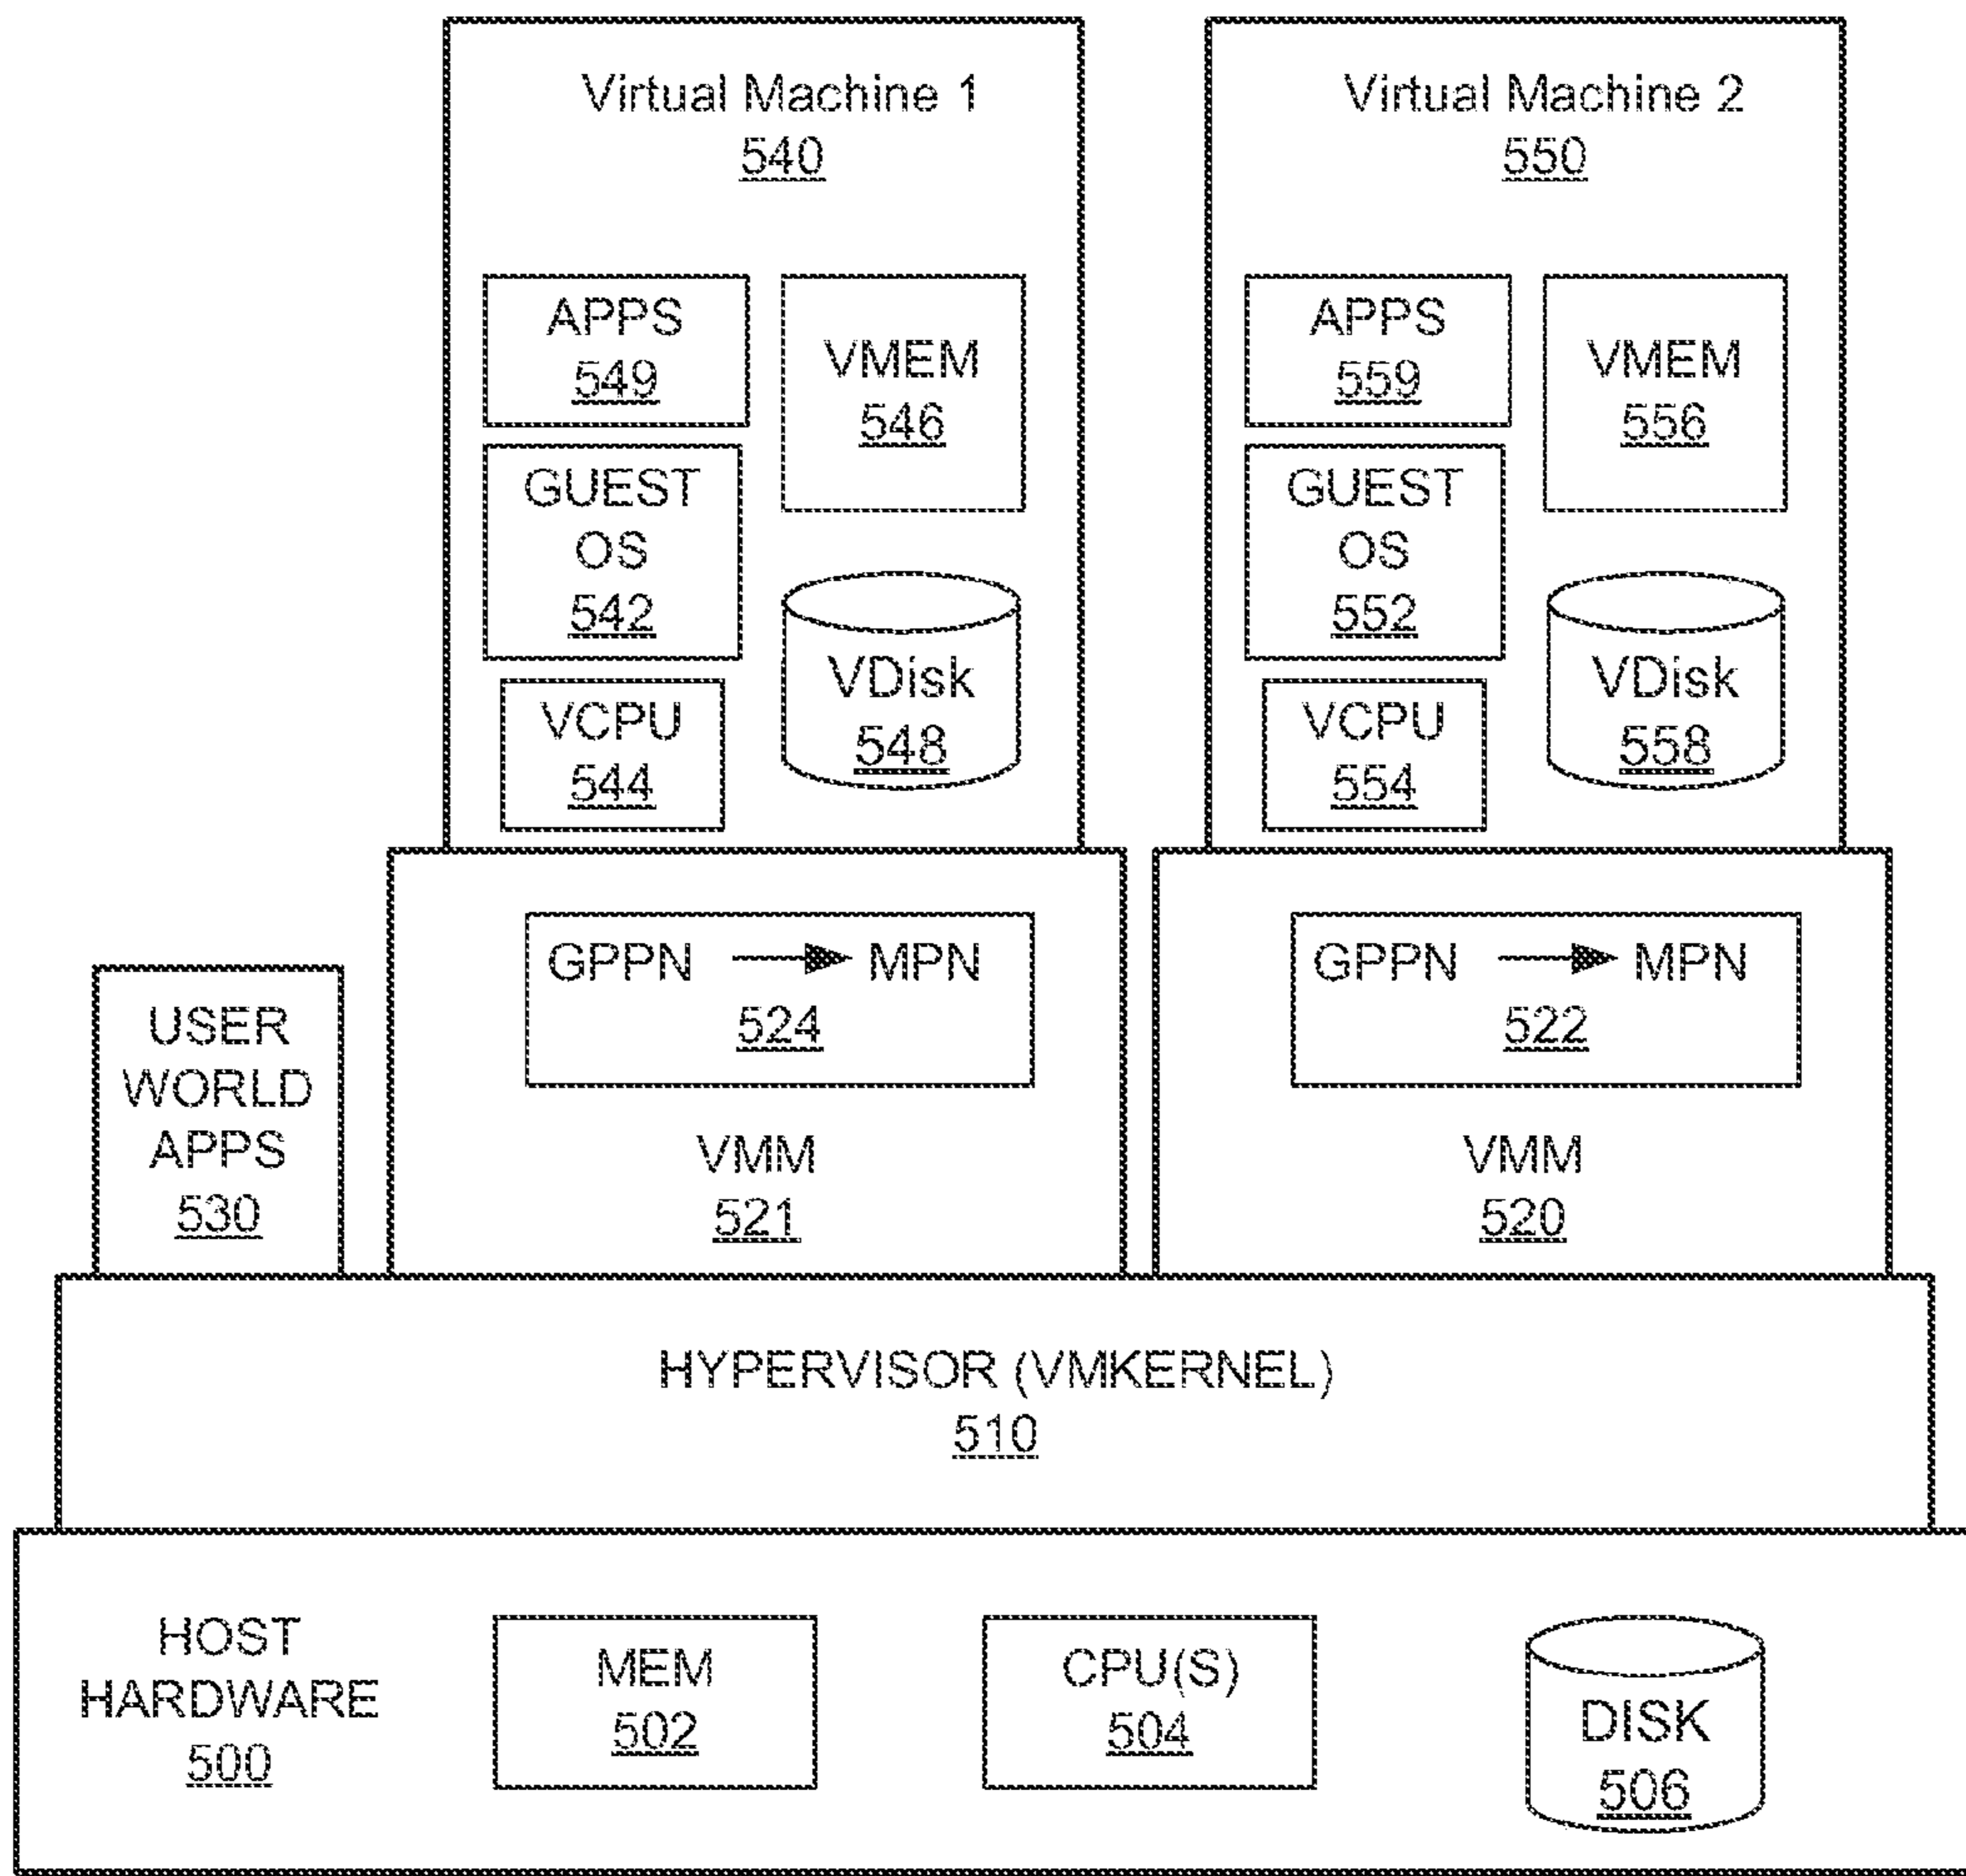 Virtual Machine 1
540
APPS
549
VMEM
546
GUEST
OS
542
VDisk
548
VCPU
544
Virtual Machine 2
550
APPS
559
VMEM
556
GUEST
OS
552
VDisk
558
VCPU
554
USER
WORLD
APPS
530
GPPN MPN
524
VMM
521
GPPN MPN
522
VMM
520
HYPERVISOR (VMKERNEL)
510
HOST
HARDWARE
500
MEM
502
CPU(S)
504
DISK
506